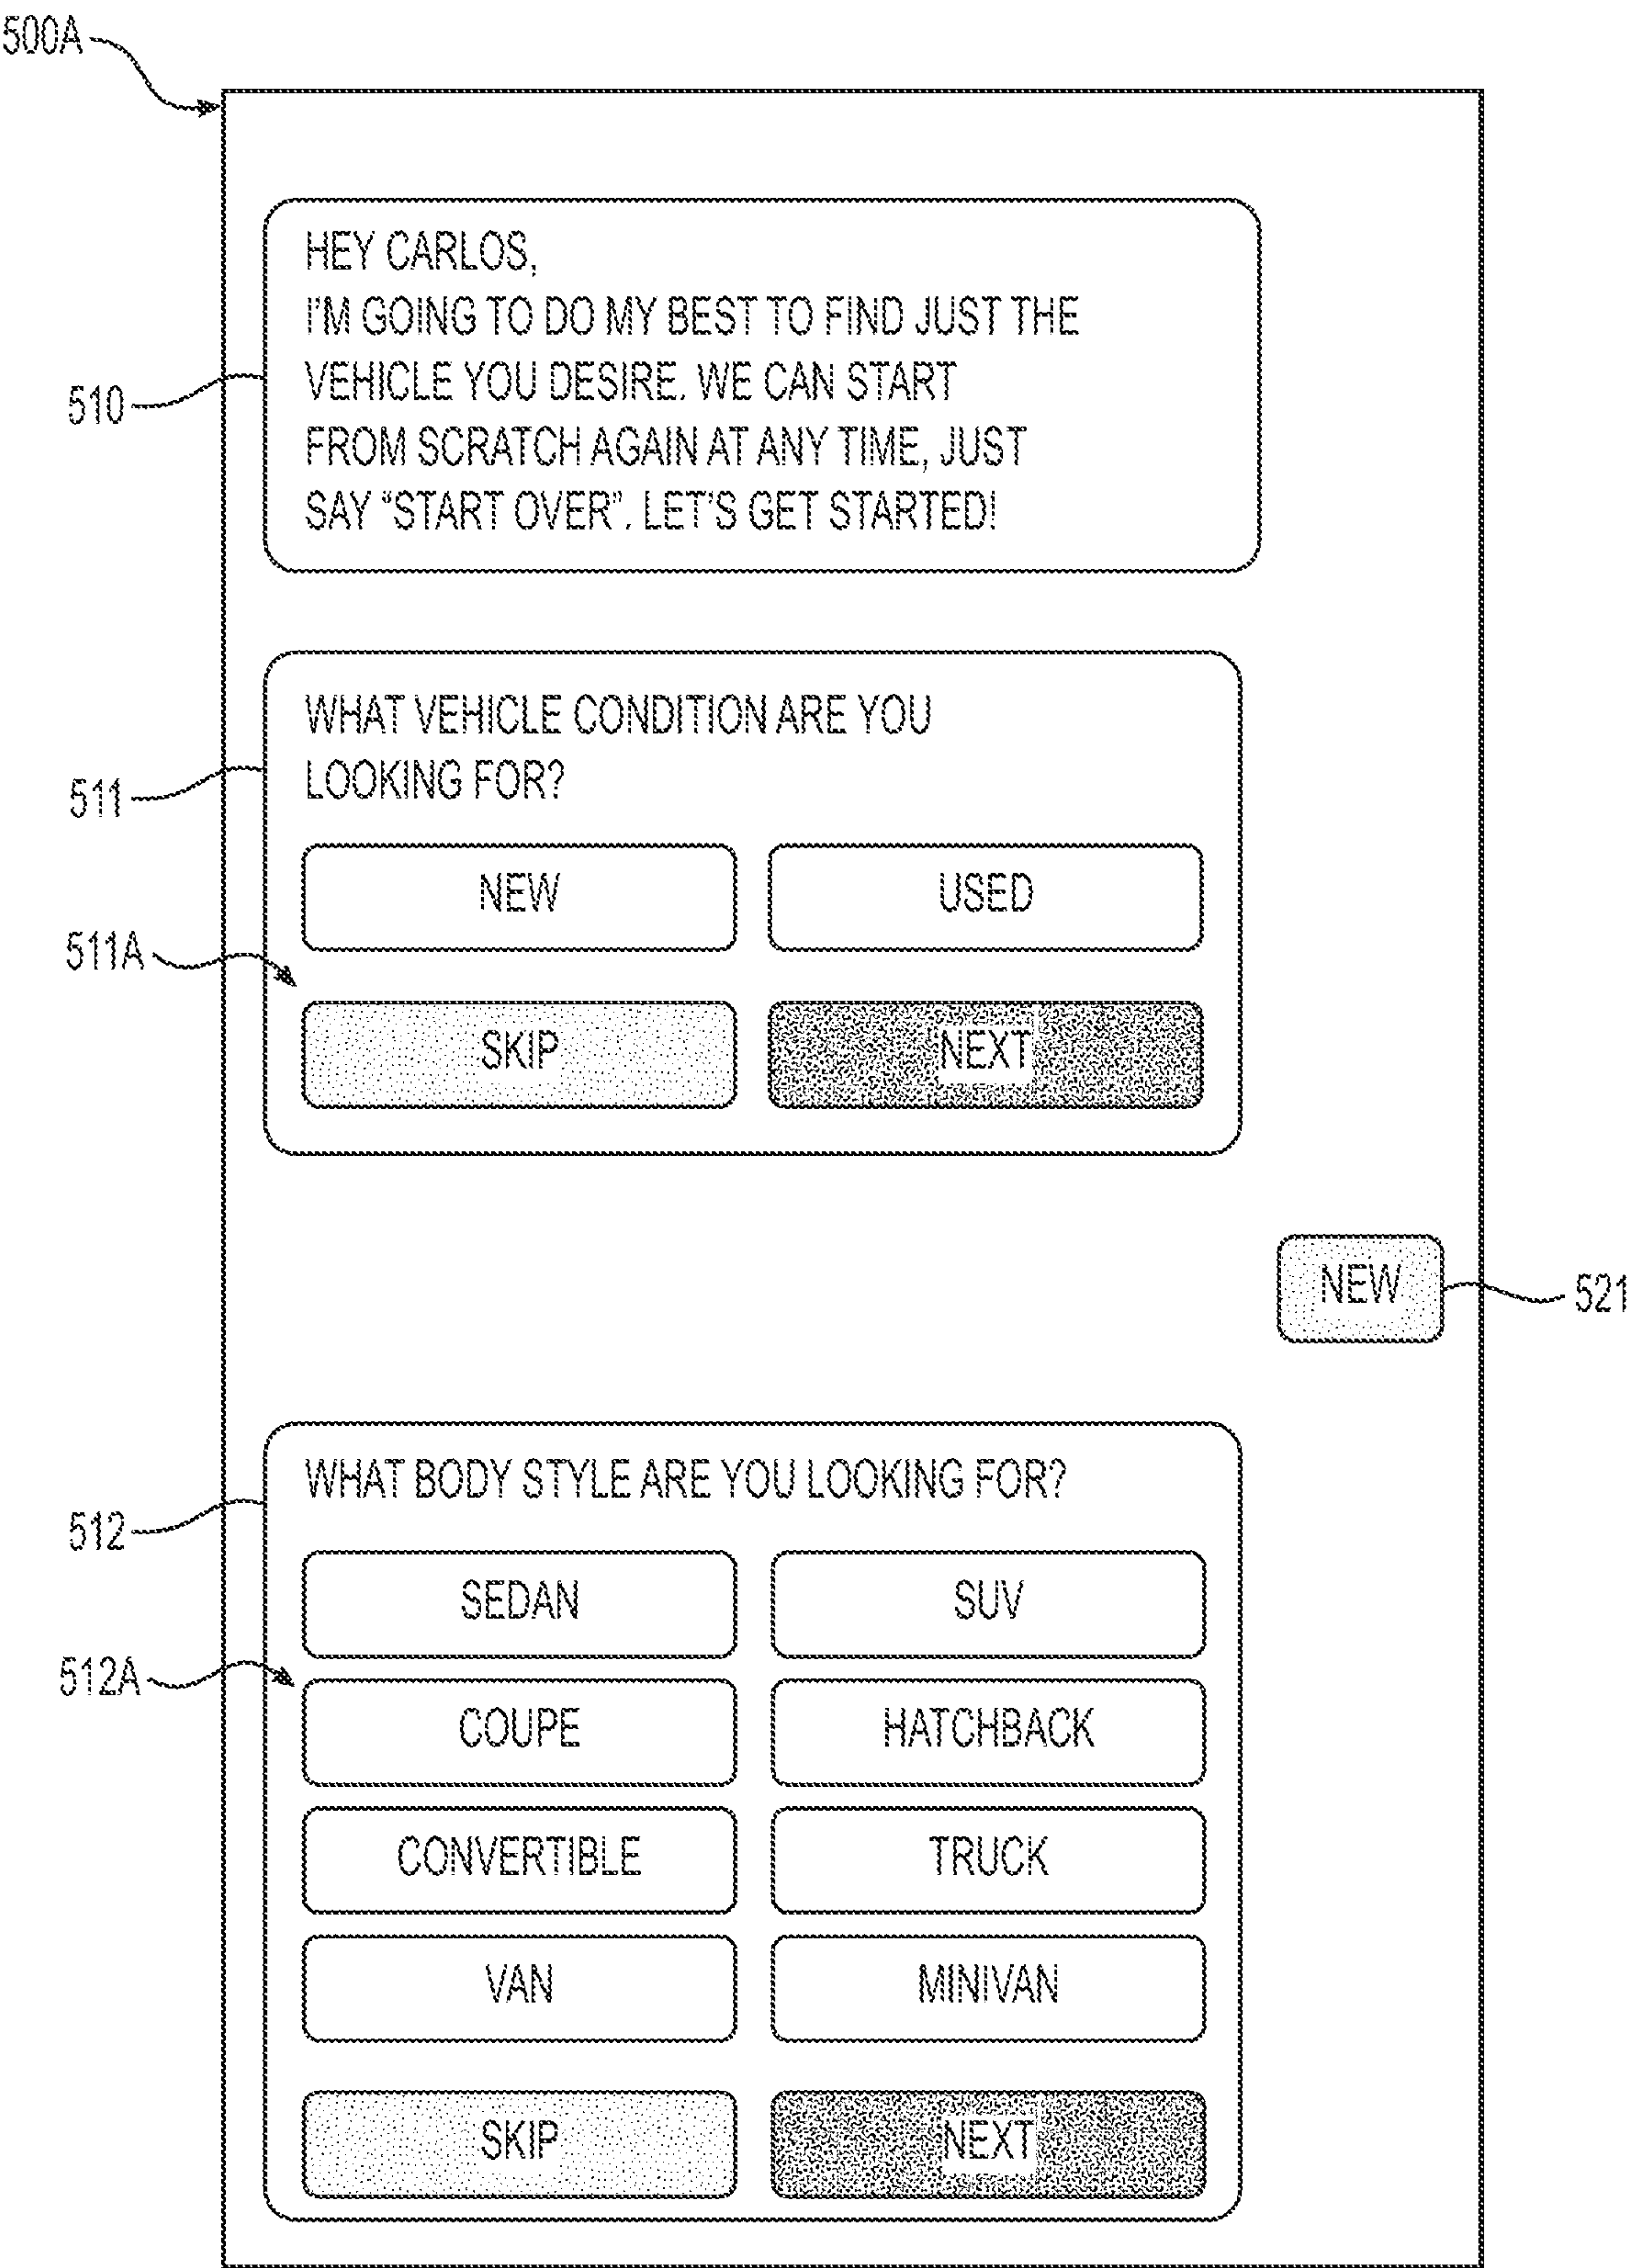 500A
HEY CARLOS,
I'M GOING TO DO MY BEST TO FIND JUST THE
VEHICLE YOU DESIRE. WE CAN START
FROM SCRATCH AGAIN AT ANY TIME, JUST
SAY “START OVER”. LET'S GET STARTED!
510
WHAT VEHICLE CONDITION ARE YOU
LOOKING FOR?
511
NEW USED
511A
SKIP NEXT
NEW
521
WHAT BODY STYLE ARE YOU LOOKING FOR?
512
SEDAN SUV
512A
COUPE HATCHBACK
CONVERTIBLE TRUCK
VAN MINIVAN
SKIP NEXT